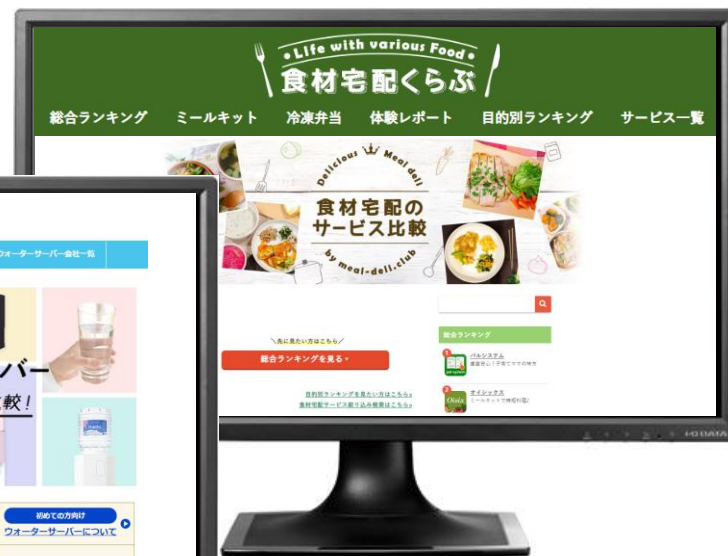 Life with various Food
食材宅配くらぶ
総合ランキング ミールキット 冷凍弁当 体験レポート 目的別ランキング サービス一覧
Delicious Meal deli
食材宅配の
サービス比較
by meal-deli.club
総合ランキング
＼先に見たい方はこちら／
総合ランキングを見る
1
パルシステム
目的別ランキングを見たい方はこちら
食材宅配サービス絞り込み検索はこちら
2
Oisix
オイシックス
I-O DATA
ウォーターサーバー会社一覧
バー
較！
初めての方向け
ウォーターサーバーについて